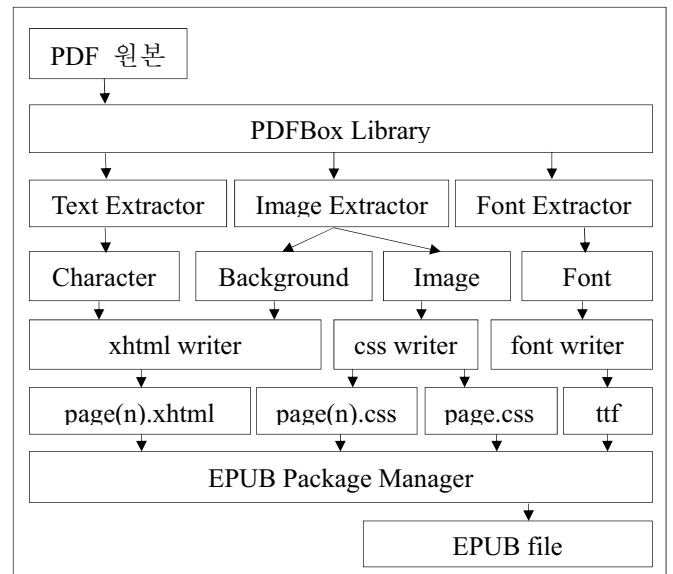 PDF 원본
PDFBox Library
Text Extractor Image Extractor Font Extractor
Character Background Image Font
xhtml writer css writer font writer
page(n).xhtml page(n).css page.css ttf
EPUB Package Manager
EPUB file